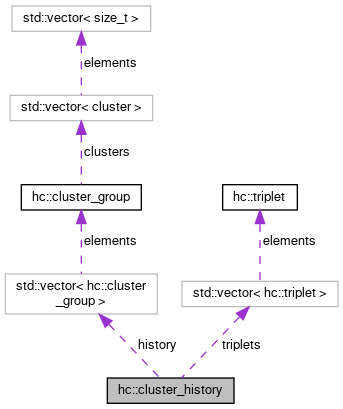 std::vector< size_t >
elements
std::vector< cluster >
clusters
hc::cluster_group
hc::triplet
elements
elements
std::vector< hc::cluster
_group >
std::vector< hc::triplet >
history
triplets
hc::cluster_history